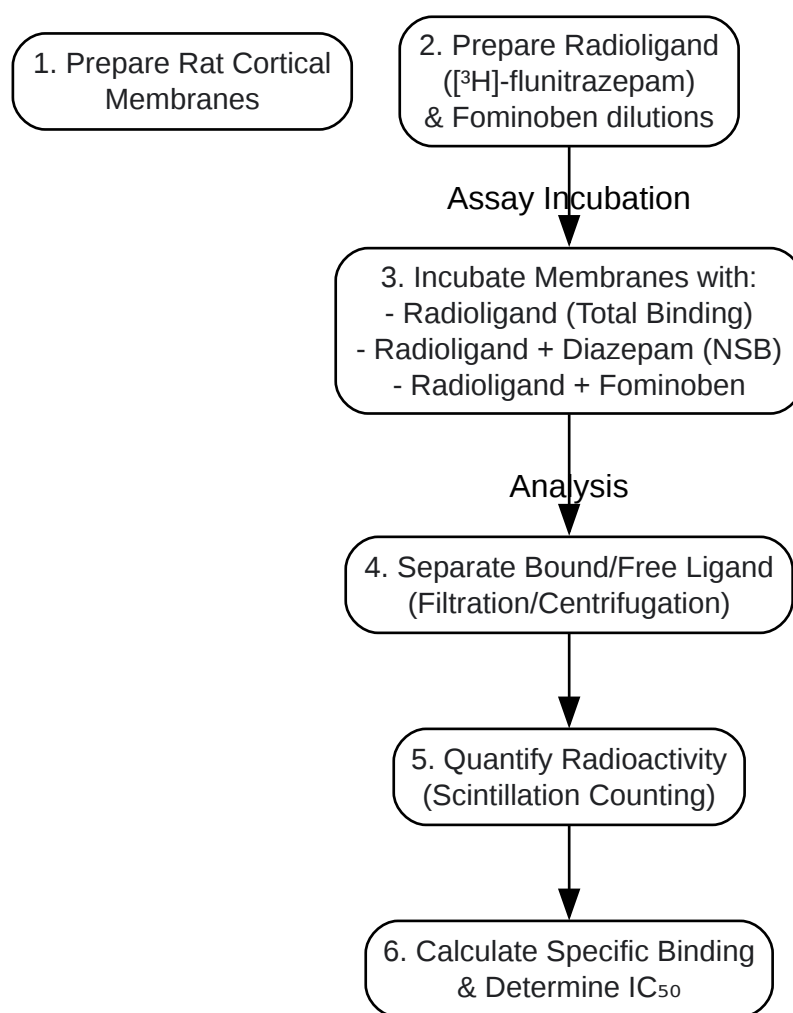 1. Prepare Rat Cortical
Membranes
2. Prepare Radioligand
([³H]-flunitrazepam)
& Fominoben dilutions
Assay Incubation
3. Incubate Membranes with:
- Radioligand (Total Binding)
- Radioligand + Diazepam (NSB)
- Radioligand + Fominoben
Analysis
4. Separate Bound/Free Ligand
(Filtration/Centrifugation)
5. Quantify Radioactivity
(Scintillation Counting)
6. Calculate Specific Binding
& Determine IC₅₀